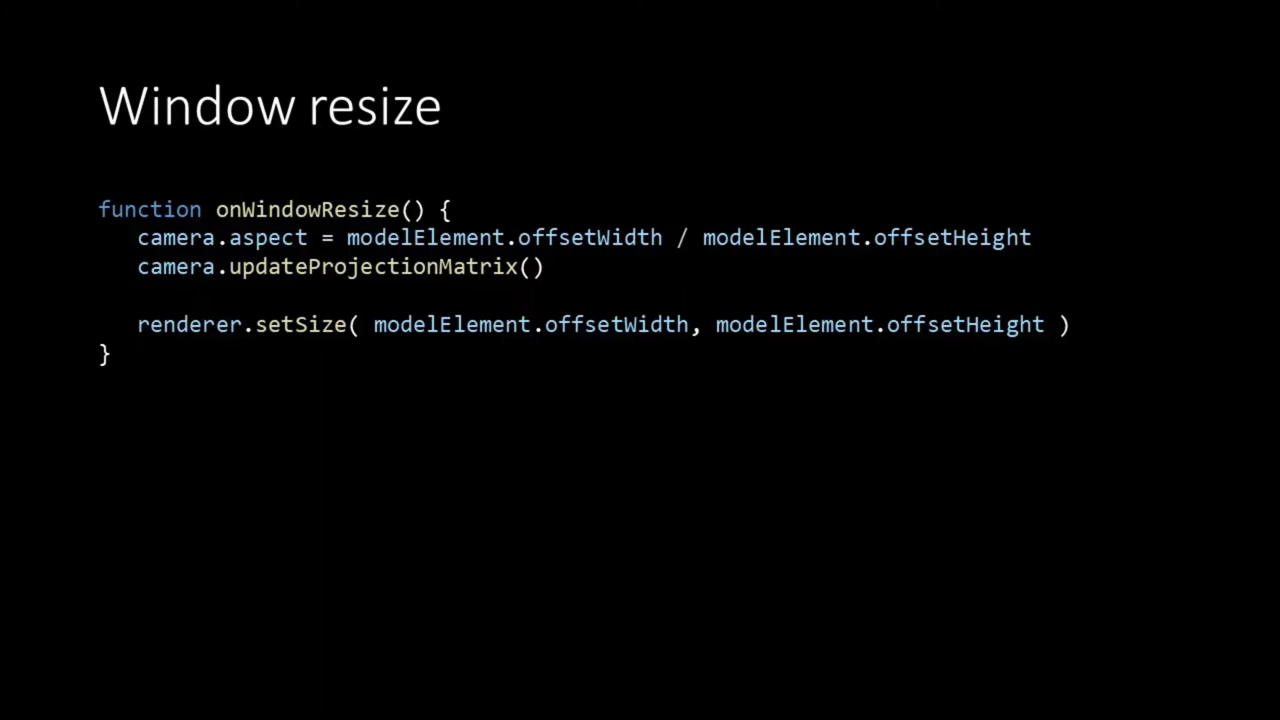 Window resize
function onWindowResize() {
camera.aspect = modelElement.offsetWidth / modelElement.offsetHeight
camera.updateProjectionMatrix()
renderer.setSize( modelElement.offsetWidth, modelElement.offsetHeight )
}